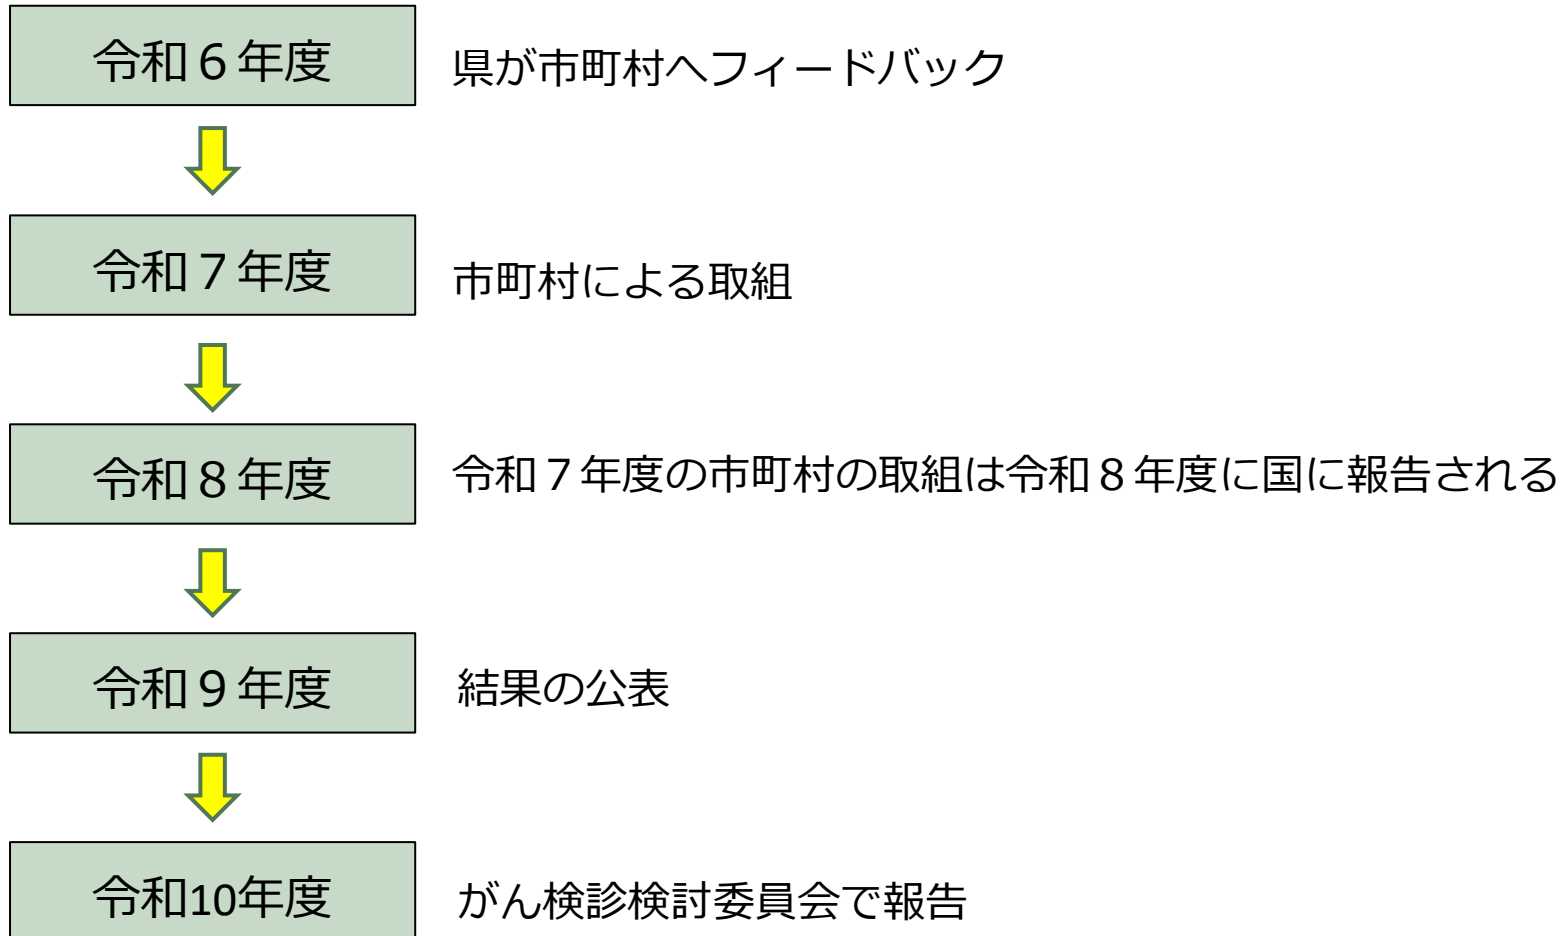 令和６年度
県が市町村へフィードバック
令和７年度
市町村による取組
令和８年度
令和７年度の市町村の取組は令和８年度に国に報告される
令和９年度
結果の公表
令和10年度
がん検診検討委員会で報告